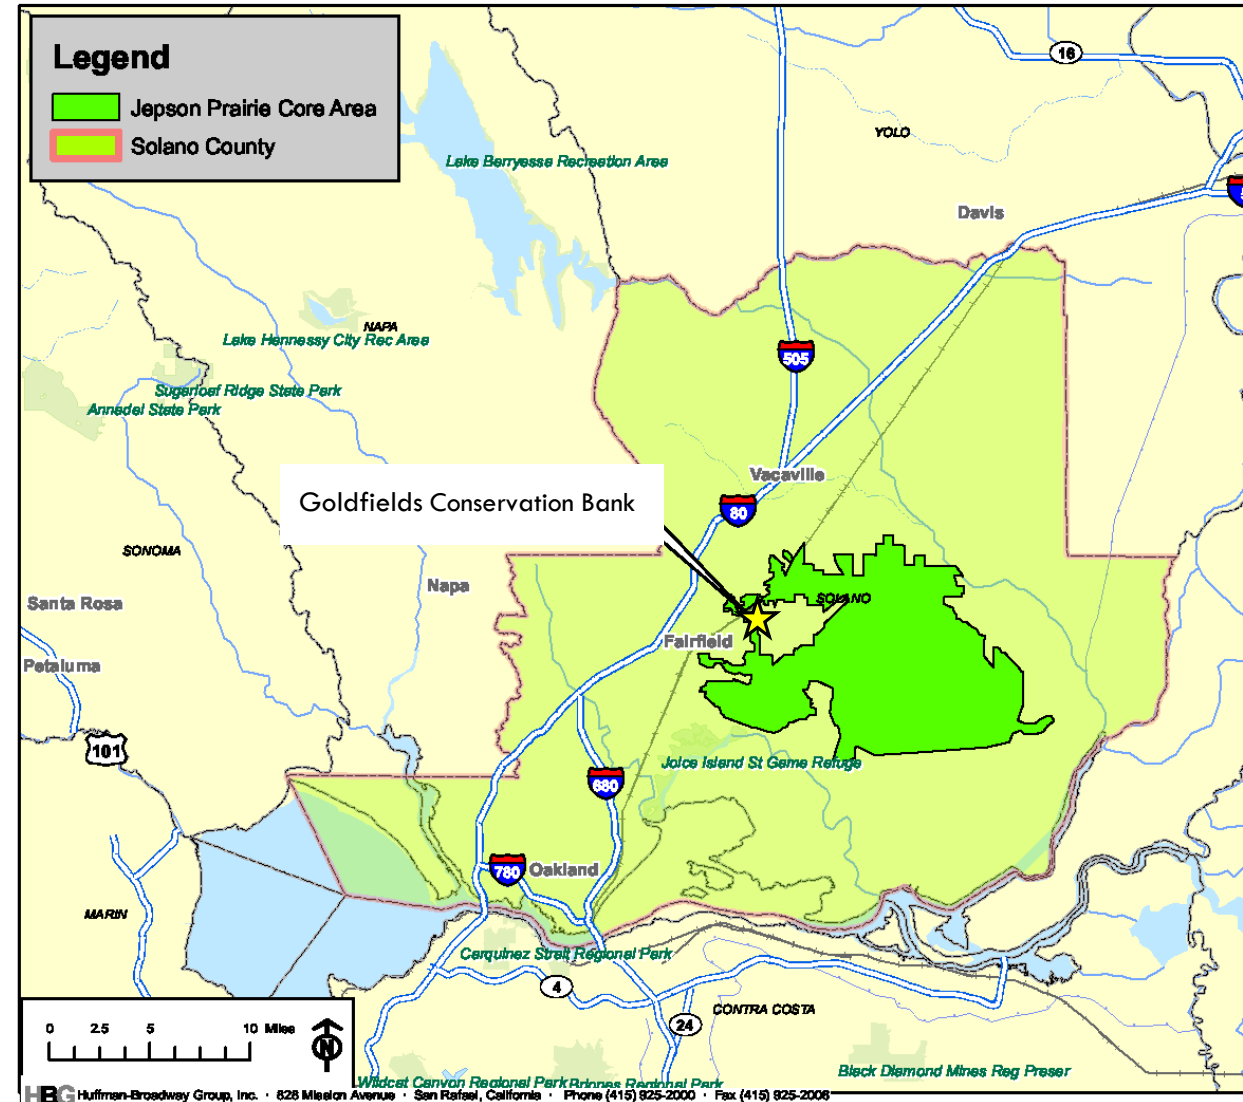 Legend
Jepson Prairie Core Area
Solano County
16
YOLO
Lake Berryessa Recreation Area
Davis
NAPA
Lake Hennessy City Rec Area
505
Sugarloaf Ridge State Park
Annadel State Park
Vacaville
Goldfields Conservation Bank
80
SONOMA
Napa
SOLANO
Santa Rosa
Fairfield
Petaluma
101
Joice Island St Game Refuge
680
780
Oakland
MARIN
Carquinez Strait Regional Park
4
CONTRA COSTA
24
0 2.5 5 10 Miles
N
Black Diamond Mines Reg Preser
Wildcat Canyon Regional Park
Briones Regional Park
HBG Huffman-Broadway Group, Inc. · 828 Mission Avenue · San Rafael, California · Phone (415) 925-2000 · Fax (415) 925-2006